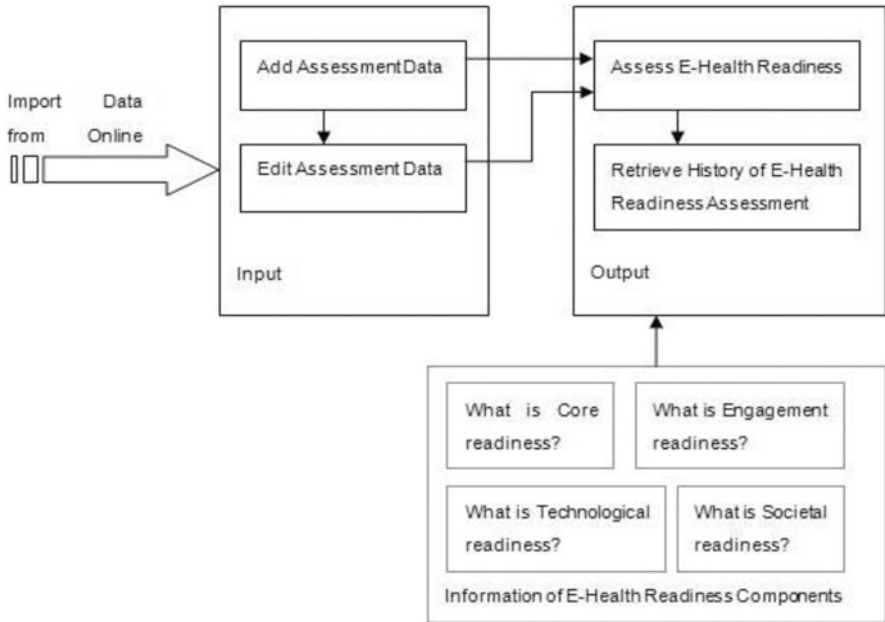 Import Data
from Online
Add Assessment Data
Edit Assessment Data
Input
Assess E-Health Readiness
Retrieve History of E-Health
Readiness Assessment
Output
What is Core
readiness?
What is Engagement
readiness?
What is Technological
readiness?
What is Societal
readiness?
Information of E-Health Readiness Components